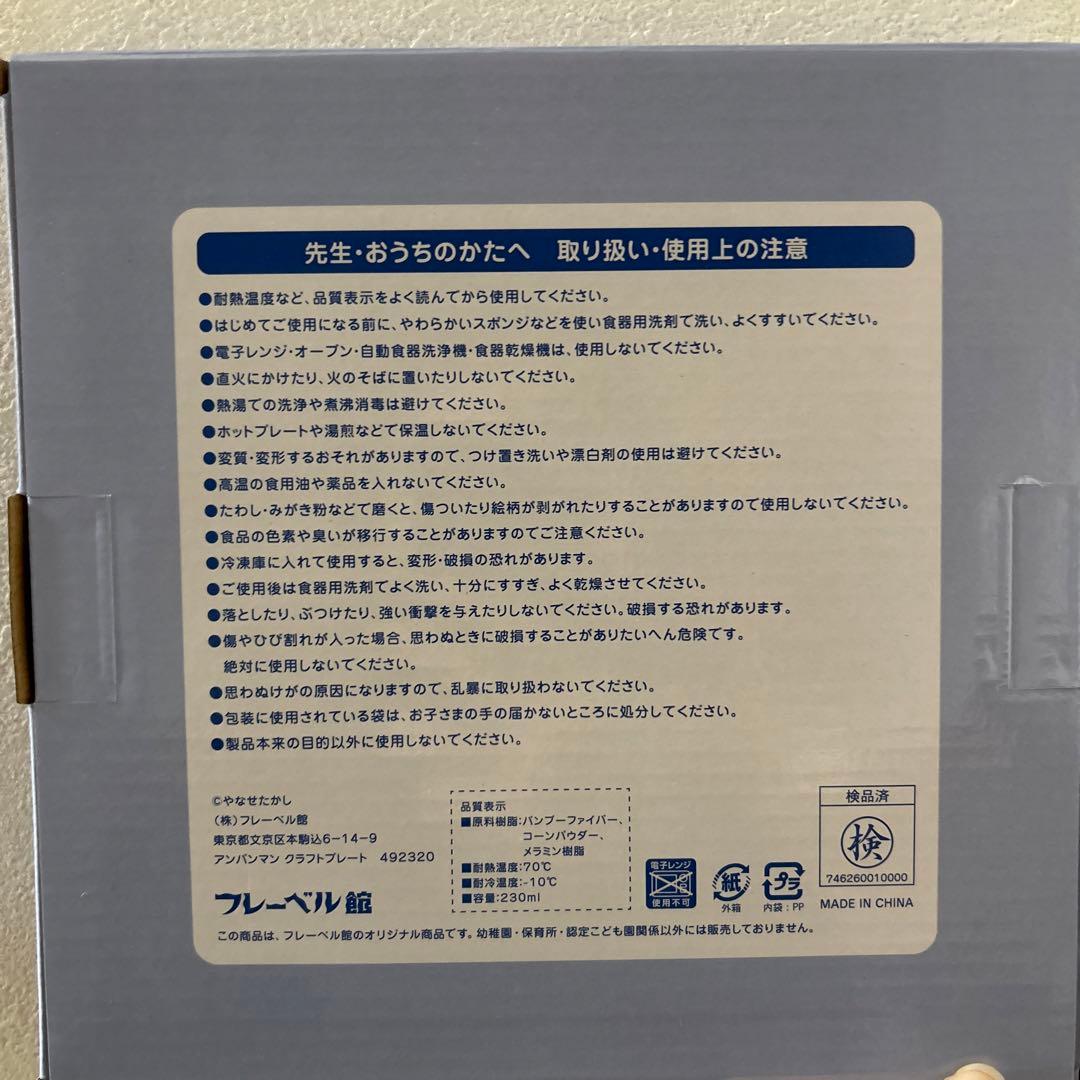 先生・おうちのかたへ 取り扱い・使用上の注意
●耐熱温度など、品質表示をよく読んでから使用してください。
●はじめてご使用になる前に、やわらかいスポンジなどを使い食器用洗剤で洗い、よくすすいでください。
●電子レンジ・オーブン・自動食器洗浄機・食器乾燥機は、使用しないでください。
●直火にかけたり、火のそばに置いたりしないでください。
●熱湯での洗浄や煮沸消毒は避けてください。
●ホットプレートや湯煎などで保温しないでください。
●変質・変形するおそれがありますので、つけ置き洗いや漂白剤の使用は避けてください。
●高温の食用油や薬品を入れないでください。
●たわし・みがき粉などで磨くと、傷ついたり絵柄が剥がれたりすることがありますので使用しないでください。
●食品の色素や臭いが移行することがありますのでご注意ください。
●冷凍庫に入れて使用すると、変形・破損の恐れがあります。
●ご使用後は食器用洗剤でよく洗い、十分にすすぎ、よく乾燥させてください。
●落としたり、ぶつけたり、強い衝撃を与えたりしないでください。破損する恐れがあります。
●傷やひび割れが入った場合、思わぬときに破損することがありたいへん危険です。
絶対に使用しないでください。
●思わぬけがの原因になりますので、乱暴に取り扱わないでください。
●包装に使用されている袋は、お子さまの手の届かないところに処分してください。
●製品本来の目的以外に使用しないでください。
©やなせたかし
(株)フレーベル館
東京都文京区本駒込6-14-9
アンパンマン クラフトプレート 492320
フレーベル館
品質表示
■原料樹脂:バンブーファイバー、
コーンパウダー、
メラミン樹脂
■耐熱温度:70℃
■耐冷温度:-10℃
■容量:230ml
電子レンジ
使用不可
紙
外箱
プラ
内袋:PP
検品済
検
746260010000
MADE IN CHINA
この商品は、フレーベル館のオリジナル商品です。幼稚園・保育所・認定こども園関係以外には販売しておりません。